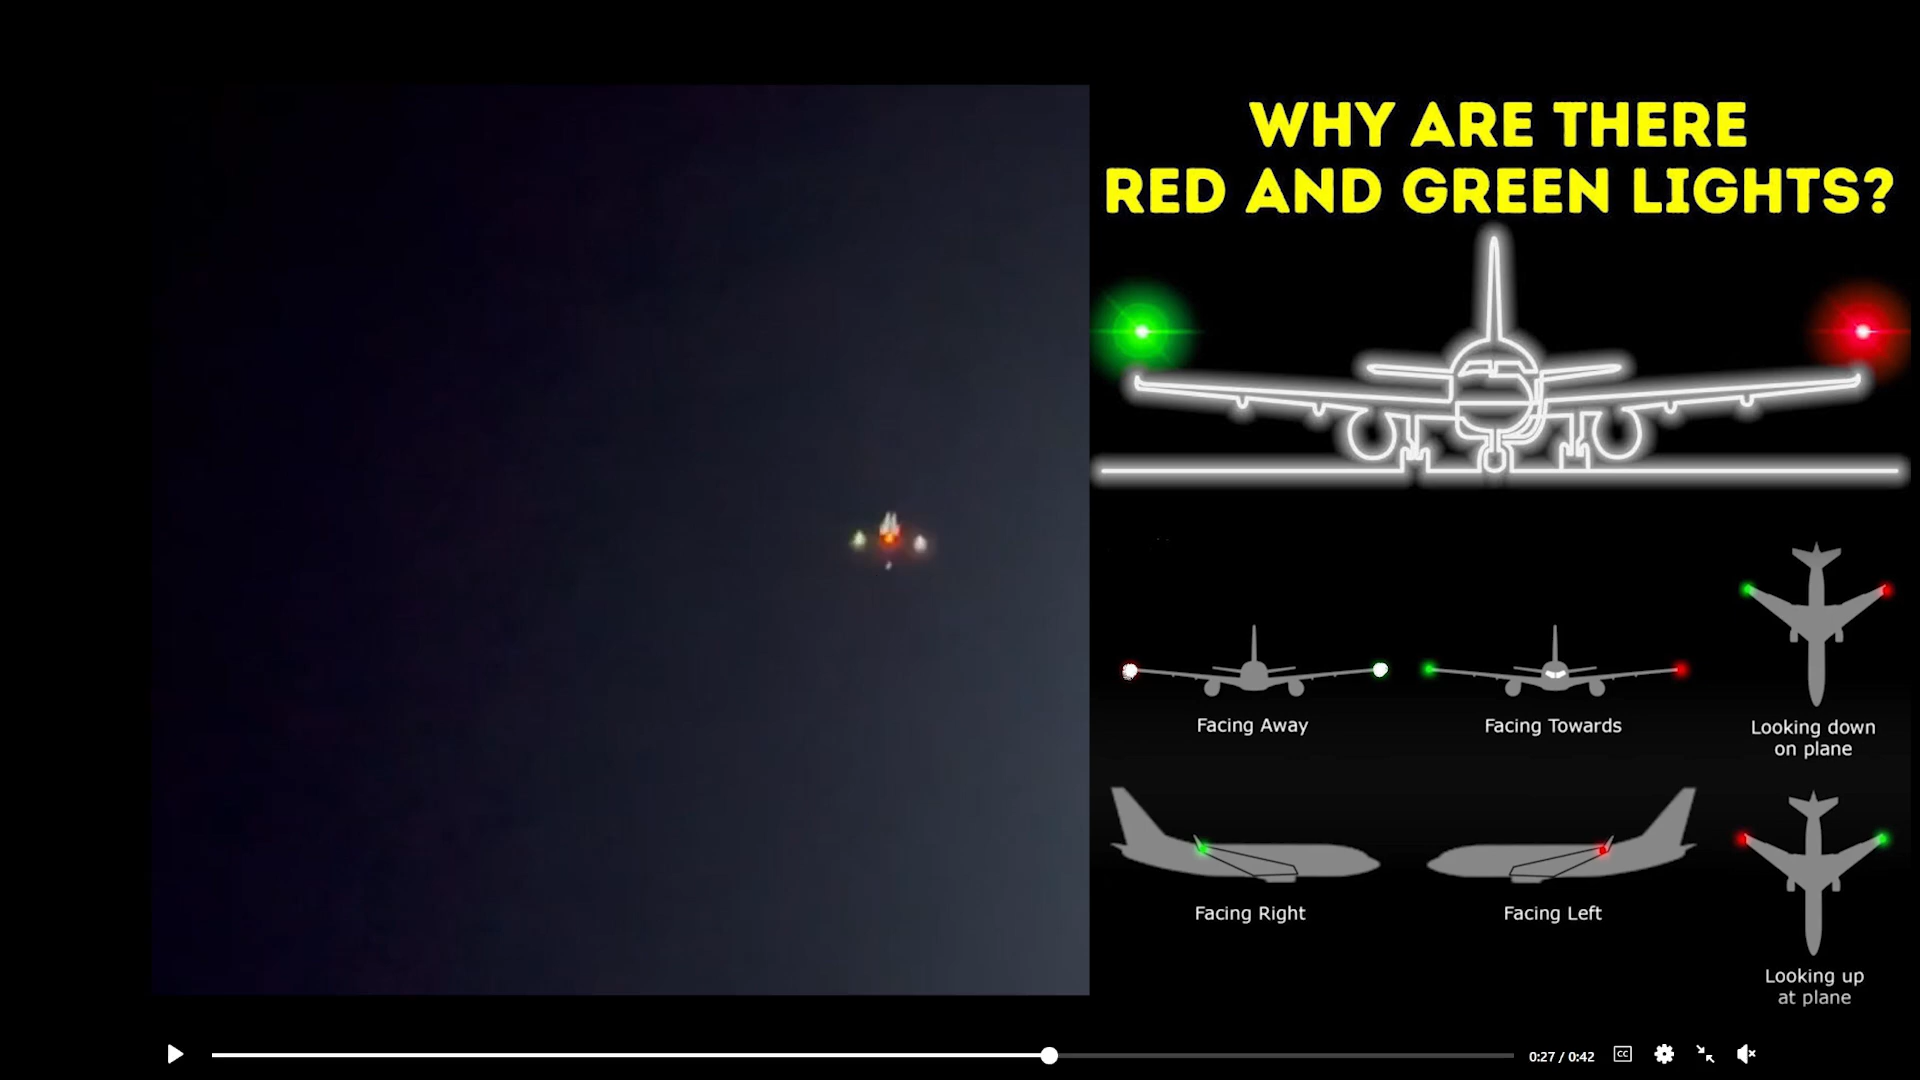 WHY ARE THERE
RED AND GREEN LIGHTS?
Facing Away
Facing Towards
Looking down
on plane
Facing Right
Facing Left
Looking up
at plane
0:27 / 0:42
CC